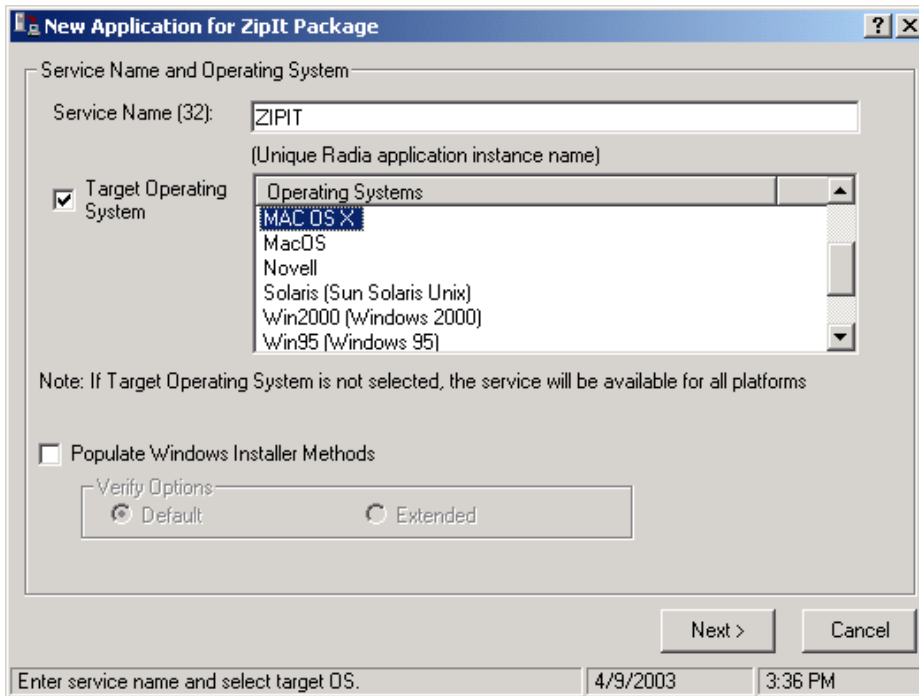 New Application for ZipIt Package
Service Name and Operating System
Service Name (32):
ZIPIT
(Unique Radia application instance name)
Target Operating System
Operating Systems
MAC OS X
MacOS
Novell
Solaris (Sun Solaris Unix)
Win2000 (Windows 2000)
Win95 (Windows 95)
Note: If Target Operating System is not selected, the service will be available for all platforms
Populate Windows Installer Methods
Verify Options
Default
Extended
Next >
Cancel
Enter service name and select target OS.
4/9/2003
3:36 PM